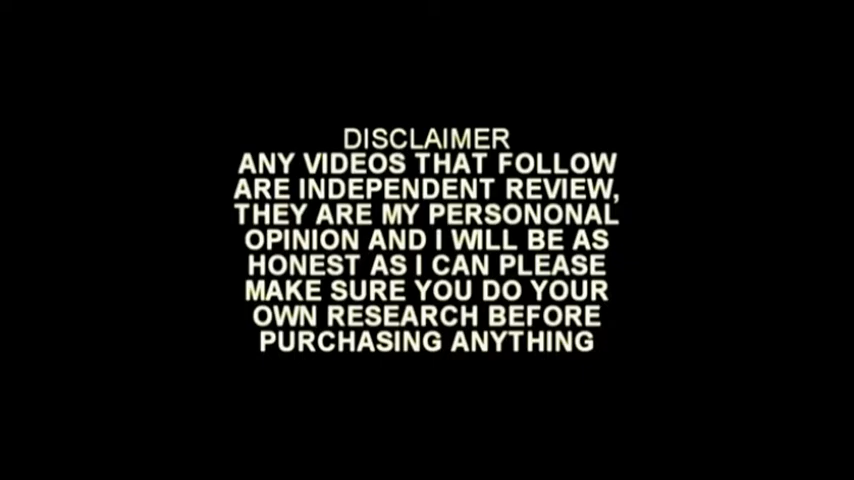 DISCLAIMER
ANY VIDEOS THAT FOLLOW
ARE INDEPENDENT REVIEW,
THEY ARE MY PERSONONAL
OPINION AND I WILL BE AS
HONEST AS I CAN PLEASE
MAKE SURE YOU DO YOUR
OWN RESEARCH BEFORE
PURCHASING ANYTHING